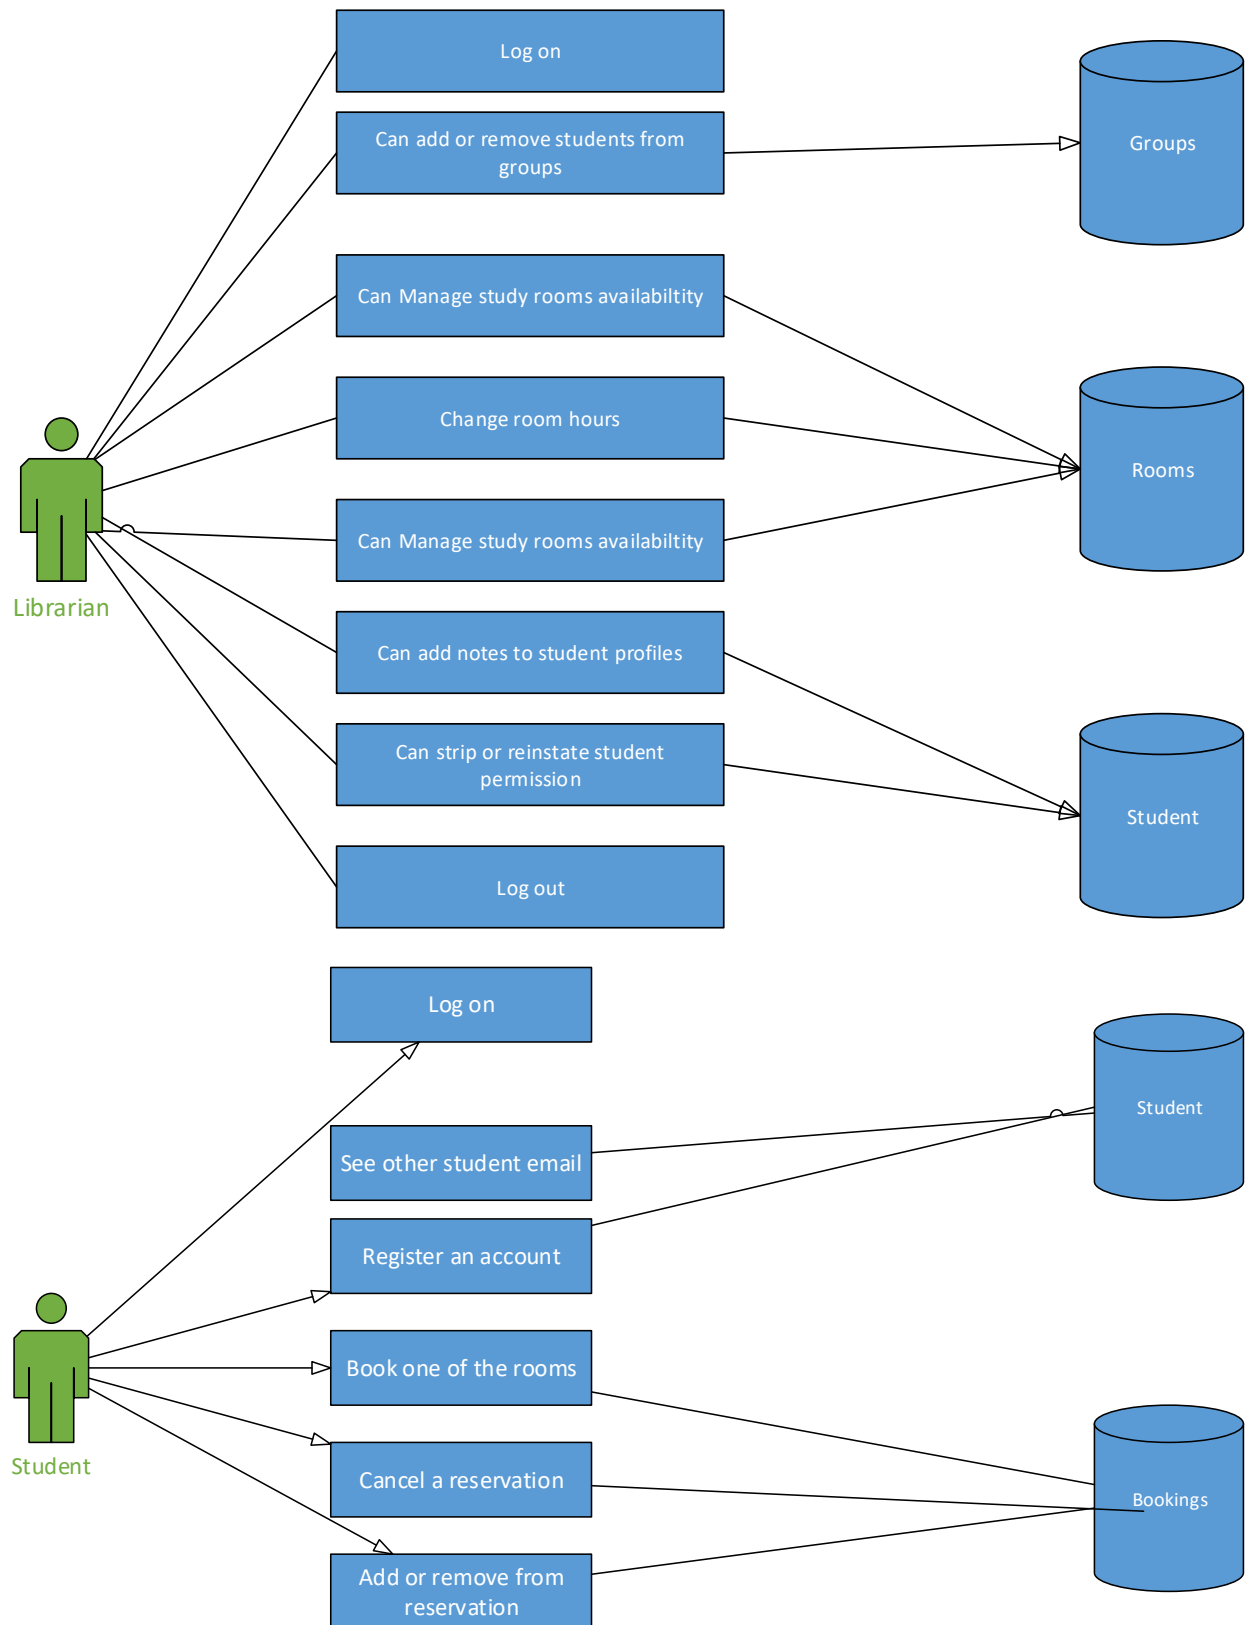 Log on
Can add or remove students from
groups
Groups
Can Manage study rooms availabiltity
Change room hours
Rooms
Can Manage study rooms availabiltity
Librarian
Can add notes to student profiles
Can strip or reinstate student
permission
Student
Log out
Log on
See other student email
Student
Register an account
Book one of the rooms
Student
Cancel a reservation
Bookings
Add or remove from
reservation